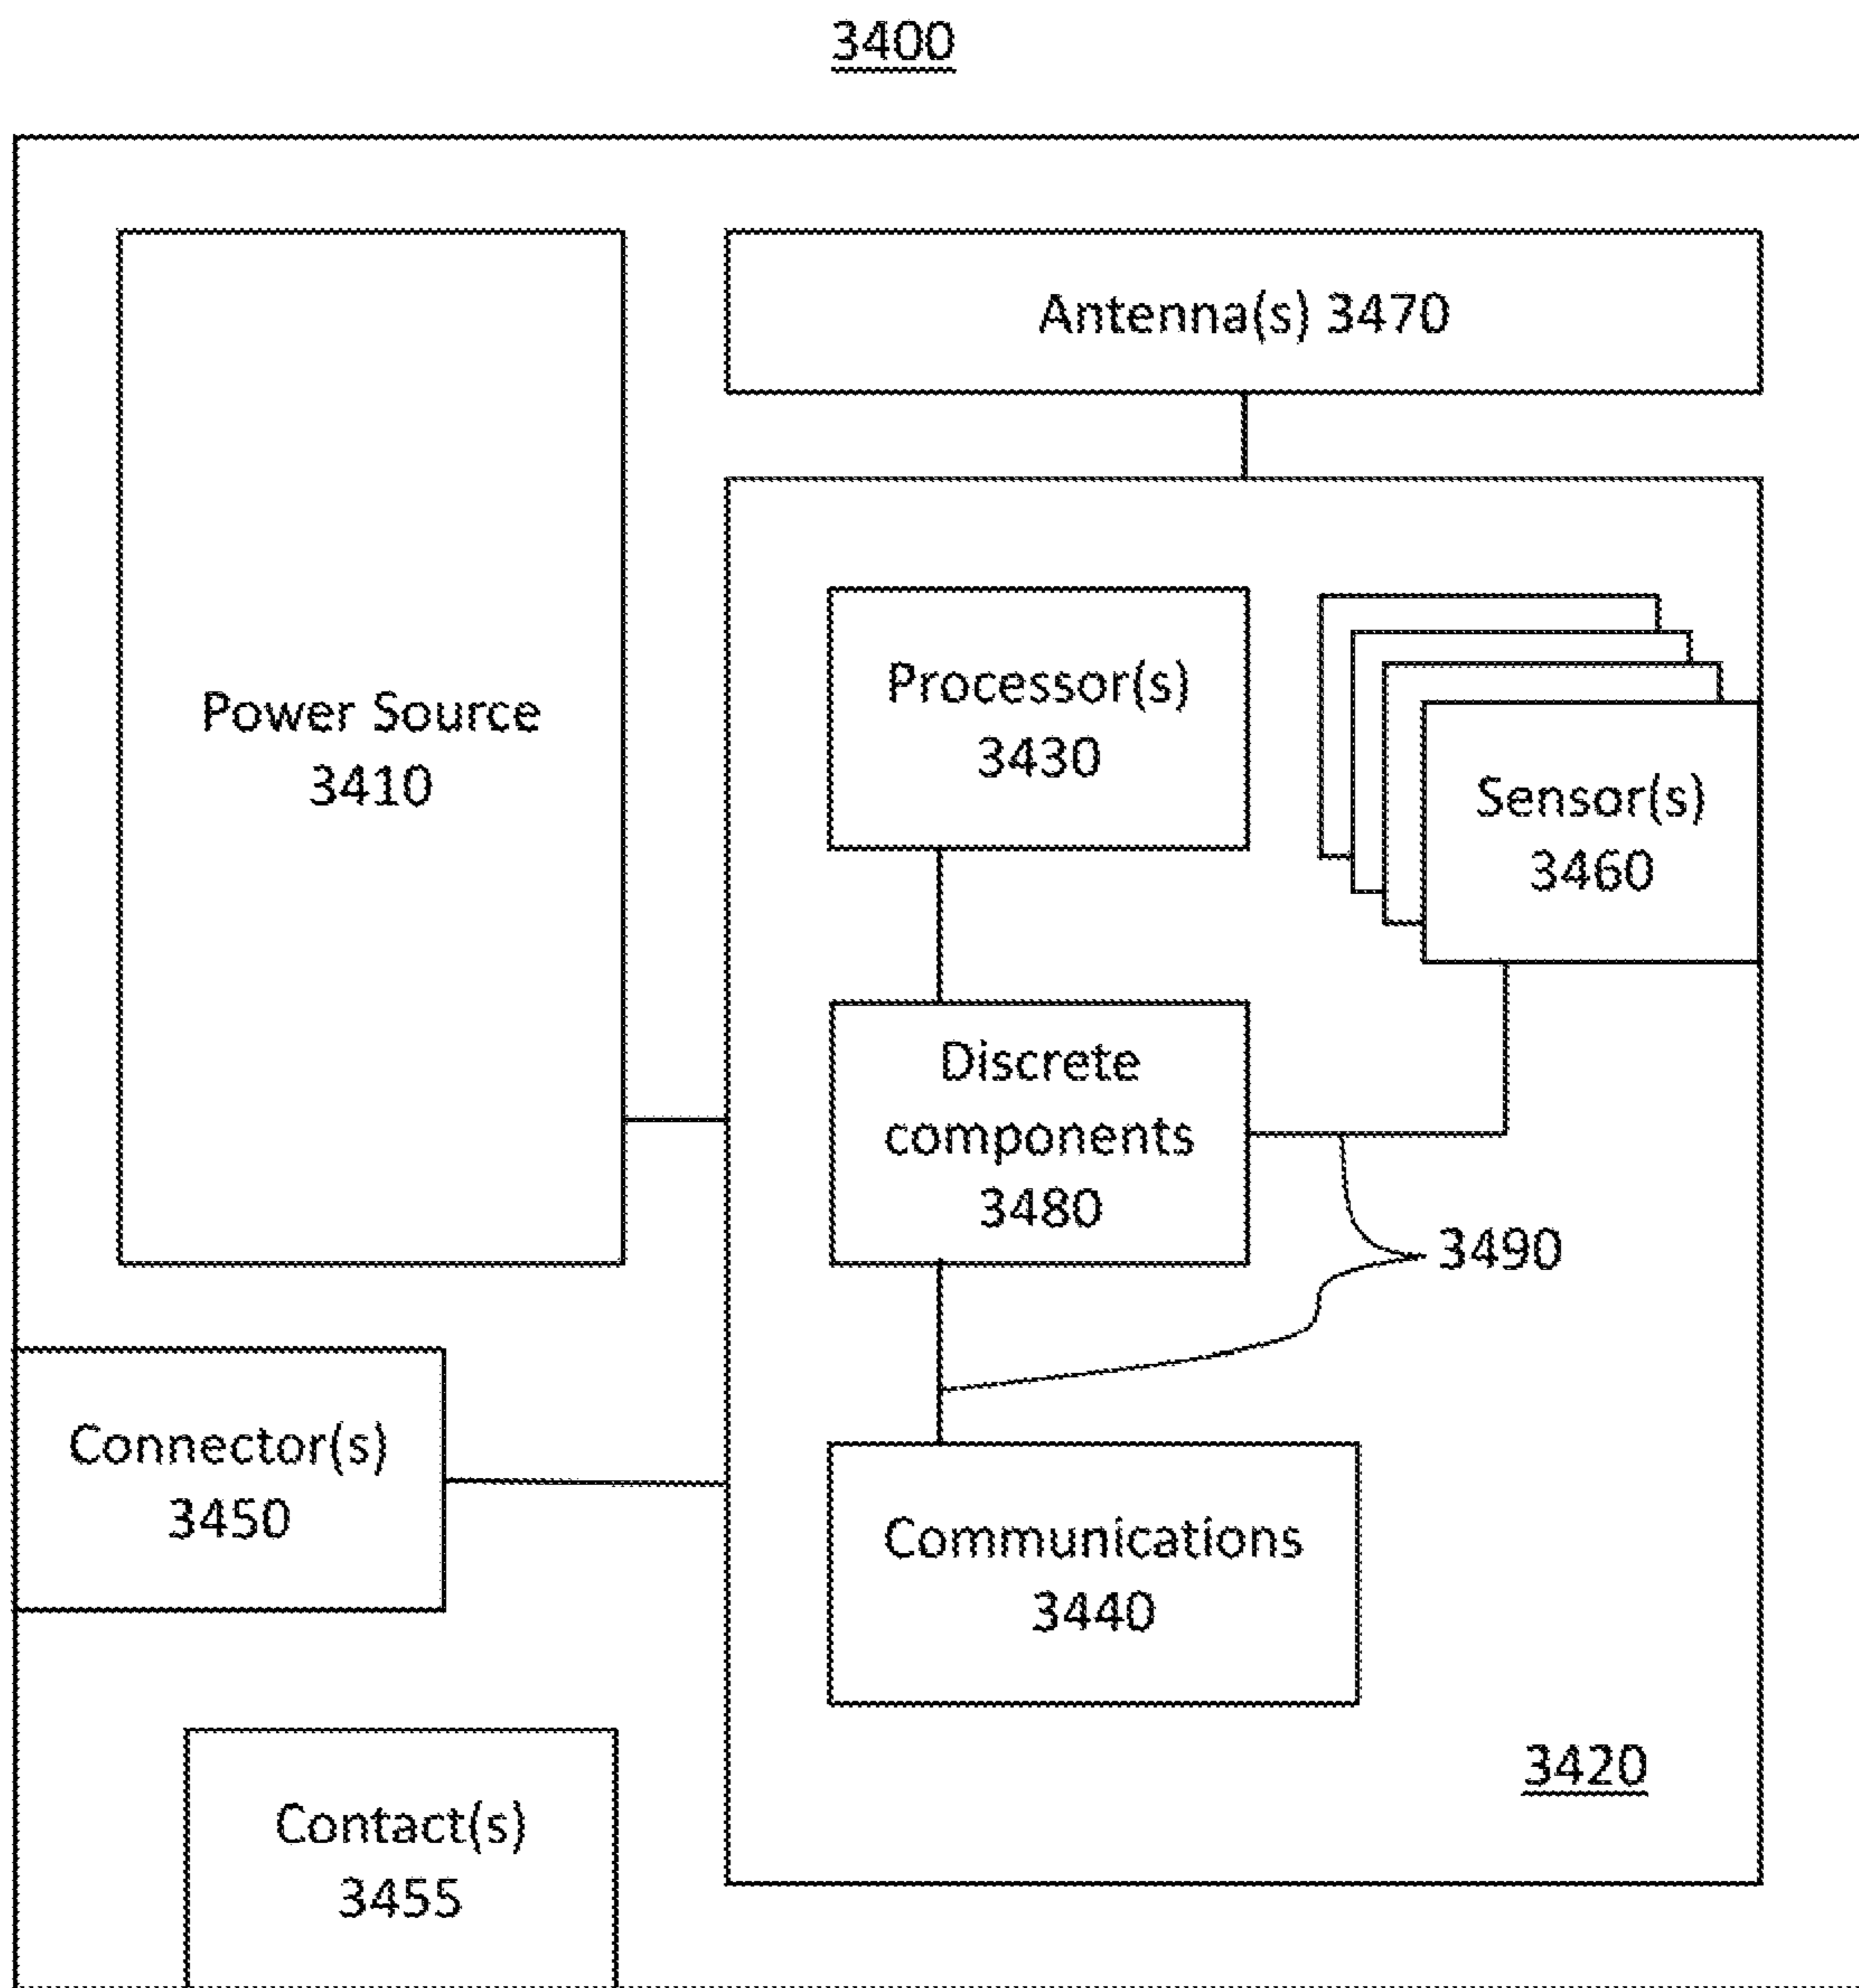 3400
Antenna(s) 3470
Power Source
3410
Processor(s)
3430
Sensor(s)
3460
Discrete
components
3480
3490
Connector(s)
3450
Communications
3440
3420
Contact(s)
3455